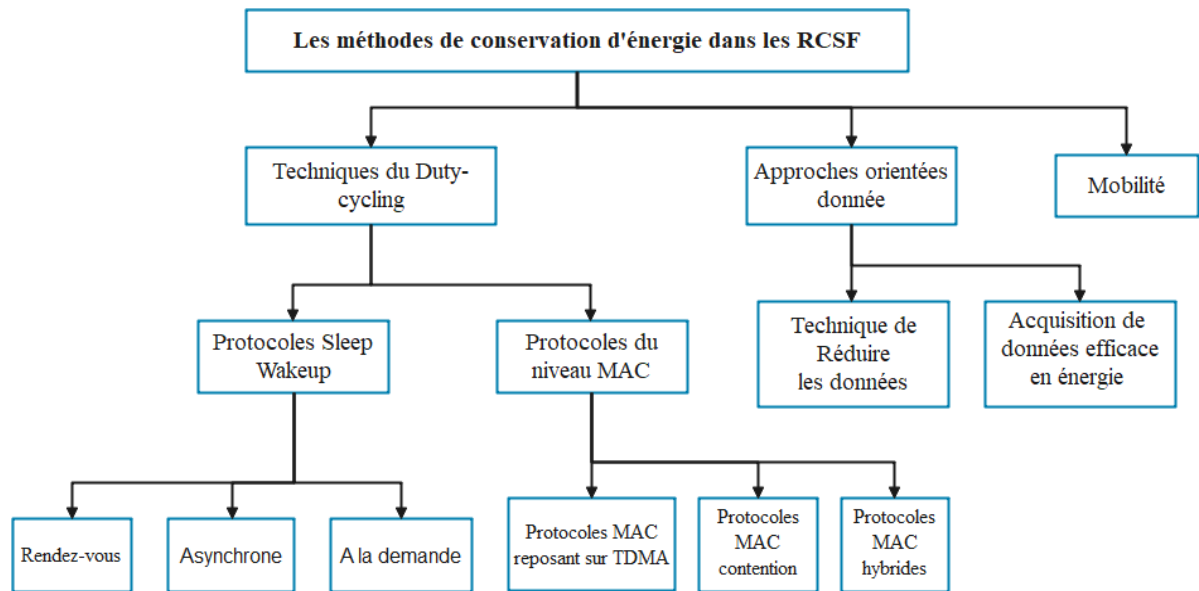 Les méthodes de conservation d'énergie dans les RCSF
Techniques du Duty-
cycling
Approches orientées
donnée
Mobilité
Protocoles Sleep
Wakeup
Protocoles du
niveau MAC
Technique de
Réduire
les données
Acquisition de
données efficace
en énergie
Rendez-vous
Asynchrone
A la demande
Protocoles MAC
reposant sur TDMA
Protocoles
MAC
contention
Protocoles
MAC
hybrides